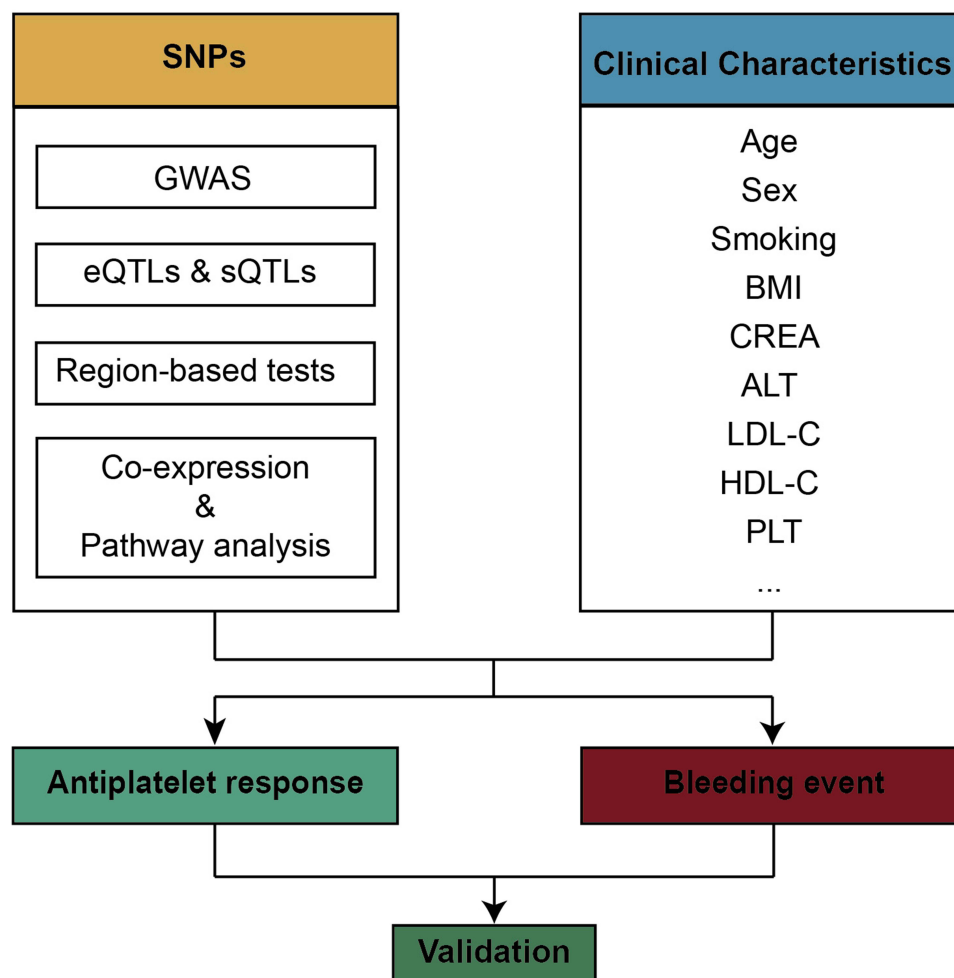 SNPs
GWAS
eQTLs & sQTLs
Region-based tests
Co-expression
&
Pathway analysis
Clinical Characteristics
Age
Sex
Smoking
BMI
CREA
ALT
LDL-C
HDL-C
PLT
...
Antiplatelet response
Bleeding event
Validation